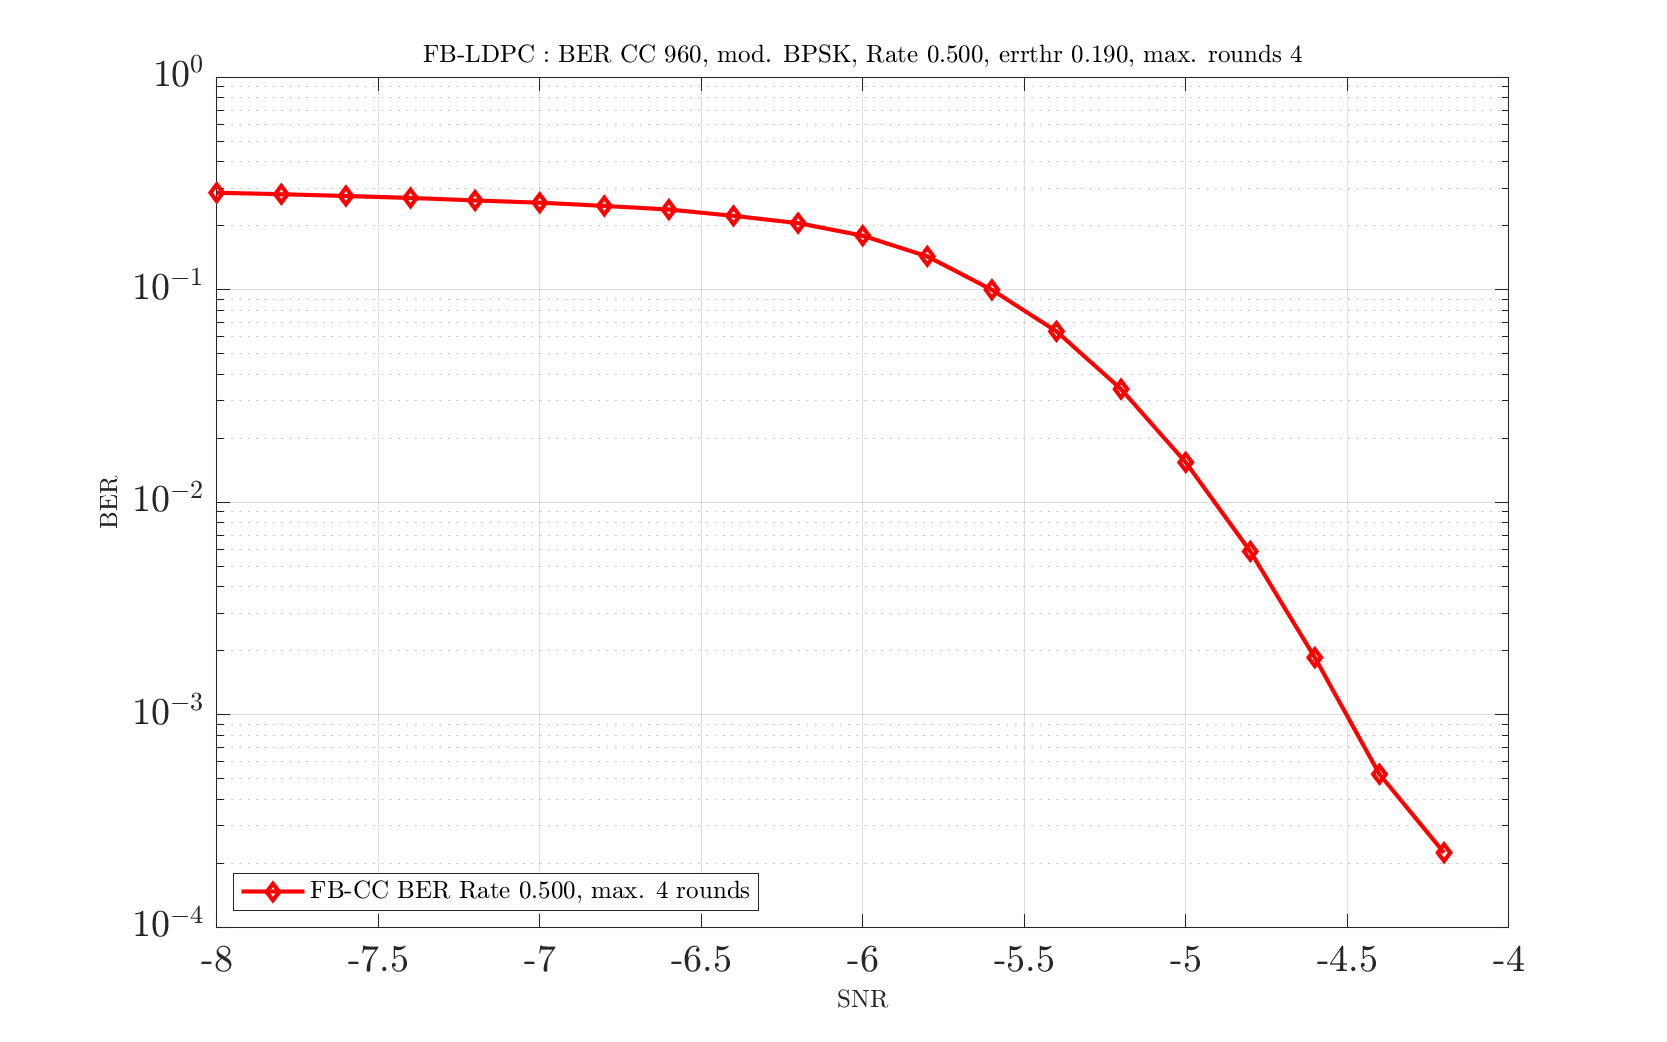 FB-LDPC : BER CC 960, mod. BPSK, Rate 0.500, errthr 0.190, max. rounds 4
10⁰
10⁻¹
10⁻²
10⁻³
10⁻⁴
BER
FB-CC BER Rate 0.500, max. 4 rounds
-8 -7.5 -7 -6.5 -6 -5.5 -5 -4.5 -4
SNR